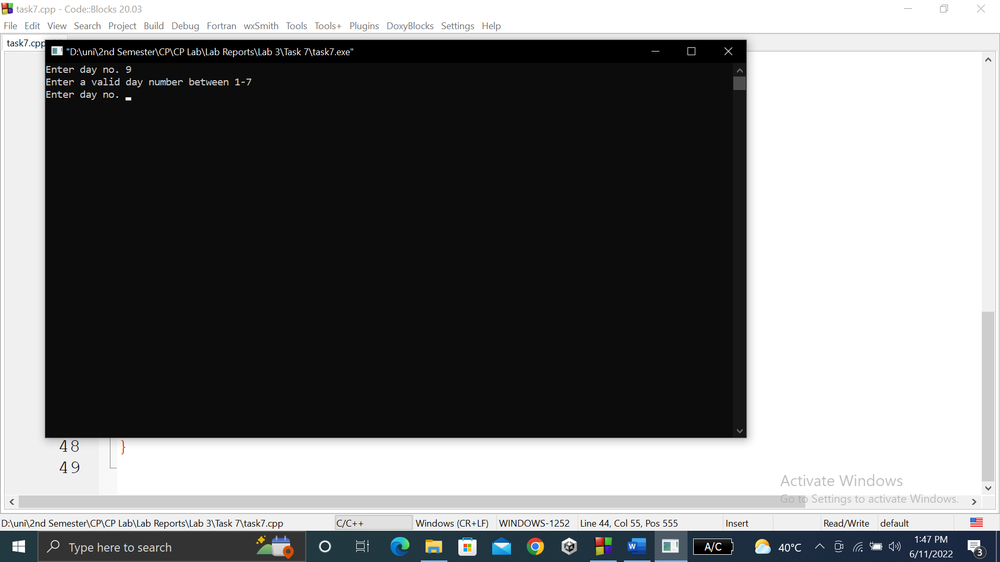 task7.cpp - Code::Blocks 20.03
File Edit View Search Project Build Debug Fortran wxSmith Tools Tools+ Plugins DoxyBlocks Settings Help
task7.cpp
"D:\uni\2nd Semester\CP\CP Lab\Lab Reports\Lab 3\Task 7\task7.exe"
Enter day no. 9
Enter a valid day number between 1-7
Enter day no.
48 }
49
Activate Windows
Go to Settings to activate Windows.
D:\uni\2nd Semester\CP\CP Lab\Lab Reports\Lab 3\Task 7\task7.cpp C/C++ Windows (CR+LF) WINDOWS-1252 Line 44, Col 55, Pos 555 Insert Read/Write default
Type here to search W A/C 40°C 1:47 PM
6/11/2022 3